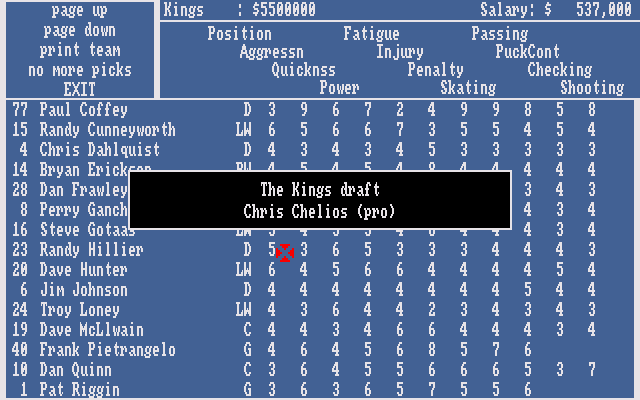 page up
page down
print team
no more picks
EXIT
Kings : $5500000 Salary: $ 537,000
Position Fatigue Passing
Aggressn Injury PuckCont
Quicknss Penalty Checking
Power Skating Shooting
77 Paul Coffey D 3 9 6 7 2 4 9 9 8 5 8
15 Randy Cunneyworth LW 6 5 6 6 7 3 5 5 4 5 4
4 Chris Dahlquist D 4 3 4 3 4 5 3 3 3 3 3
14 Bryan Erickson RW 4 5 4 5 4 8 4 4 4 4 4
28 Dan Frawley 3 4 3
8 Perry Ganch 4 3 4
16 Steve Gotaas LW 4 3 4
23 Randy Hillier D 5 3 6 5 3 3 3 4 4 4 3
20 Dave Hunter LW 6 4 5 6 6 4 4 4 4 5 4
6 Jim Johnson D 4 4 4 4 4 4 4 4 5 4 4
24 Troy Loney LW 4 3 6 4 4 2 3 4 3 4 3
19 Dave McLlwain C 4 4 3 4 6 6 4 4 4 3 4
40 Frank Pietrangelo G 4 6 4 5 6 8 5 7 6
10 Dan Quinn C 3 6 4 5 5 6 6 6 5 3 7
1 Pat Riggin G 3 6 3 6 5 7 5 5 6
The Kings draft
Chris Chelios (pro)